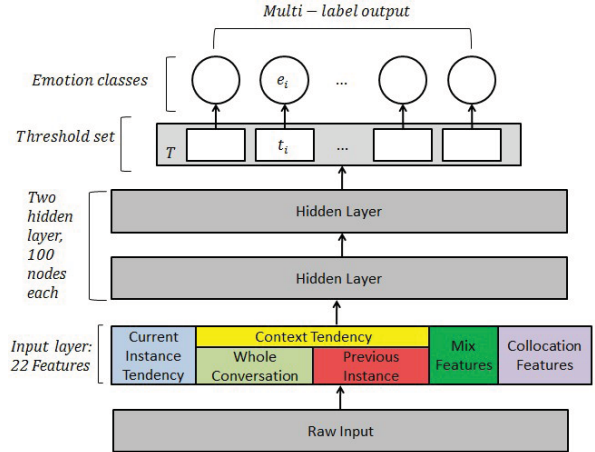 Multi – label output
Emotion classes
e_i
...
Threshold set
T
t_i
...
Two
hidden
layer,
100
nodes
each
Hidden Layer
Hidden Layer
Input layer:
22 Features
Current
Instance
Tendency
Context Tendency
Whole
Conversation
Previous
Instance
Mix
Features
Collocation
Features
Raw Input